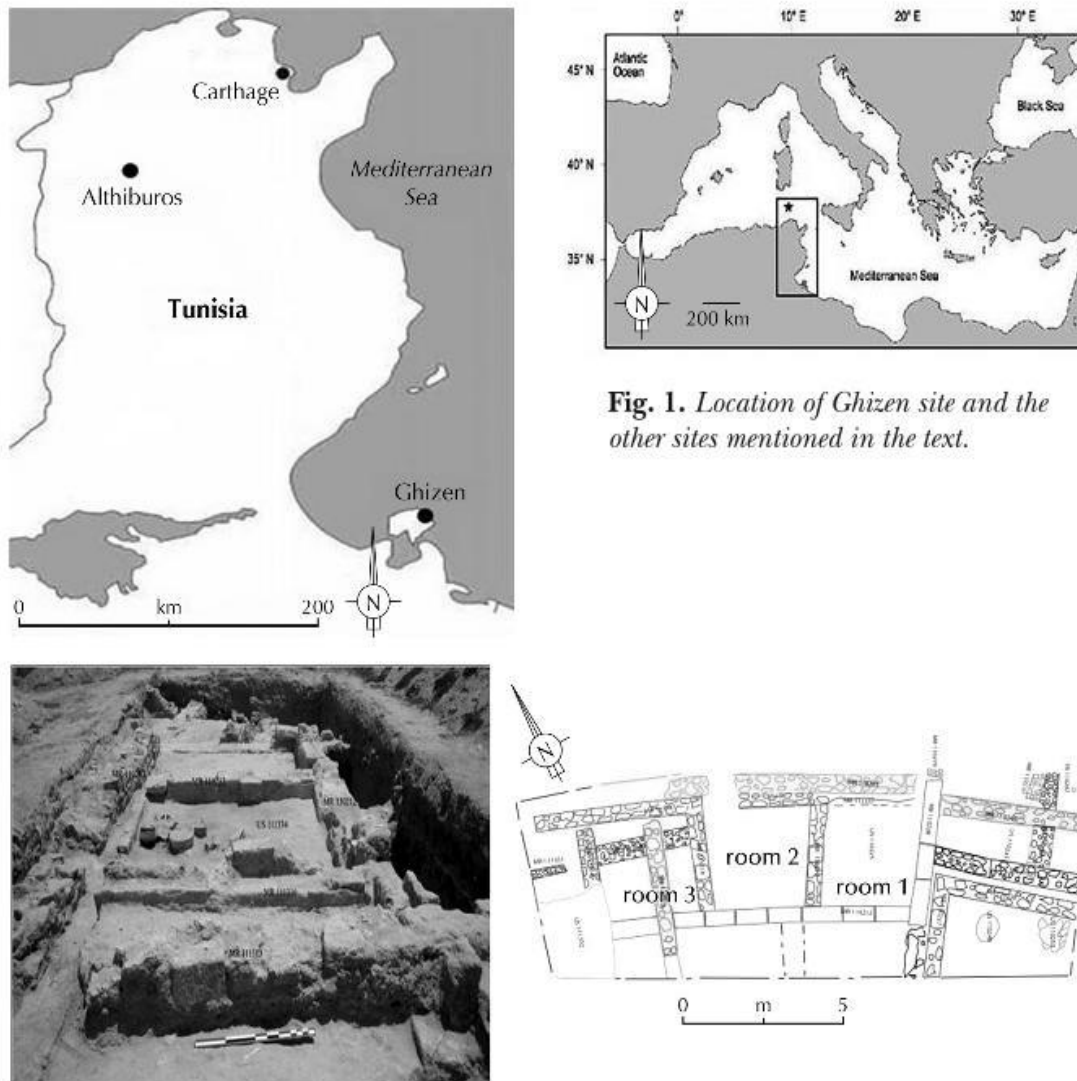 Carthage
Althiburos
Mediterranean
Sea
Tunisia
Ghizen
0 km 200
N
0° 10° E 20° E 30° E
45° N
40° N
35° N
Atlantic
Ocean
Black Sea
Mediterranean Sea
N
200 km
Fig. 1. Location of Ghizen site and the
other sites mentioned in the text.
N
room 2
room 1
room 3
0 m 5